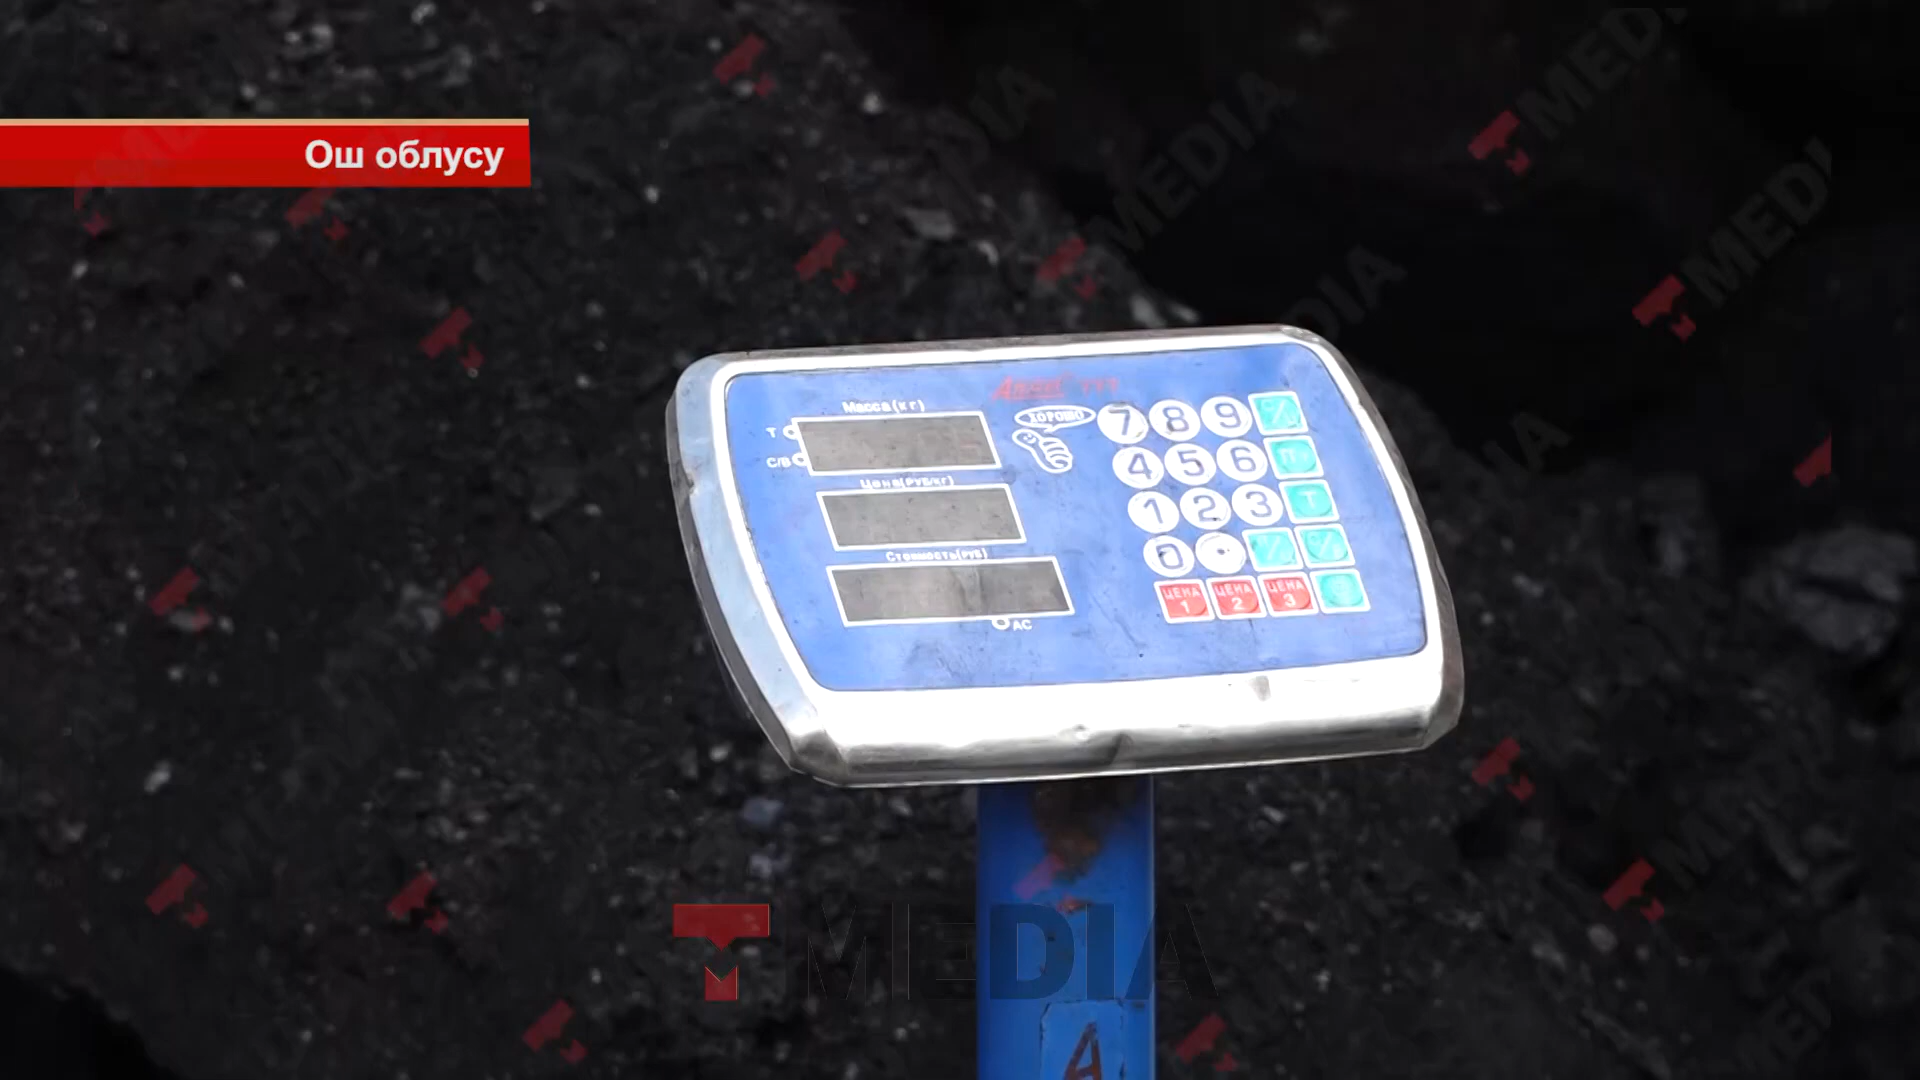 Ош облусу
Масса(кг)
Т
С/В
Цена(РУБ/КГ)
Стоимость(РУБ)
АС
ХОРОШО
7 8 9
4 5 6
1 2 3 Т
0
ЦЕНА 1 ЦЕНА 2 ЦЕНА 3
T MEDIA